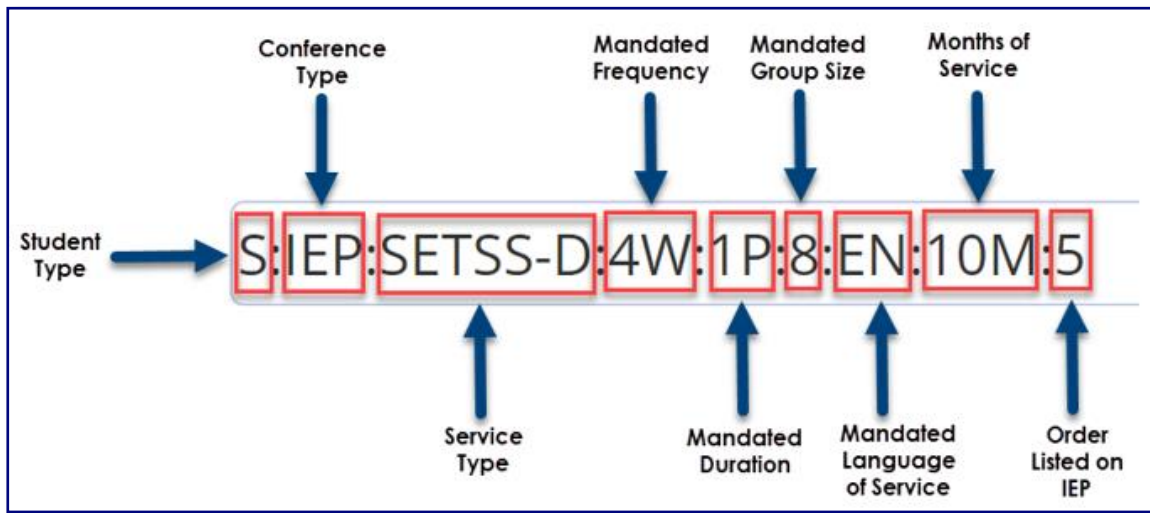 Conference
Type
Mandated
Frequency
Mandated
Group Size
Months of
Service
Student
Type
S:IEP:SETSS-D:4W:1P:8:EN:10M:5
Service
Type
Mandated
Duration
Mandated
Language
of Service
Order
Listed on
IEP